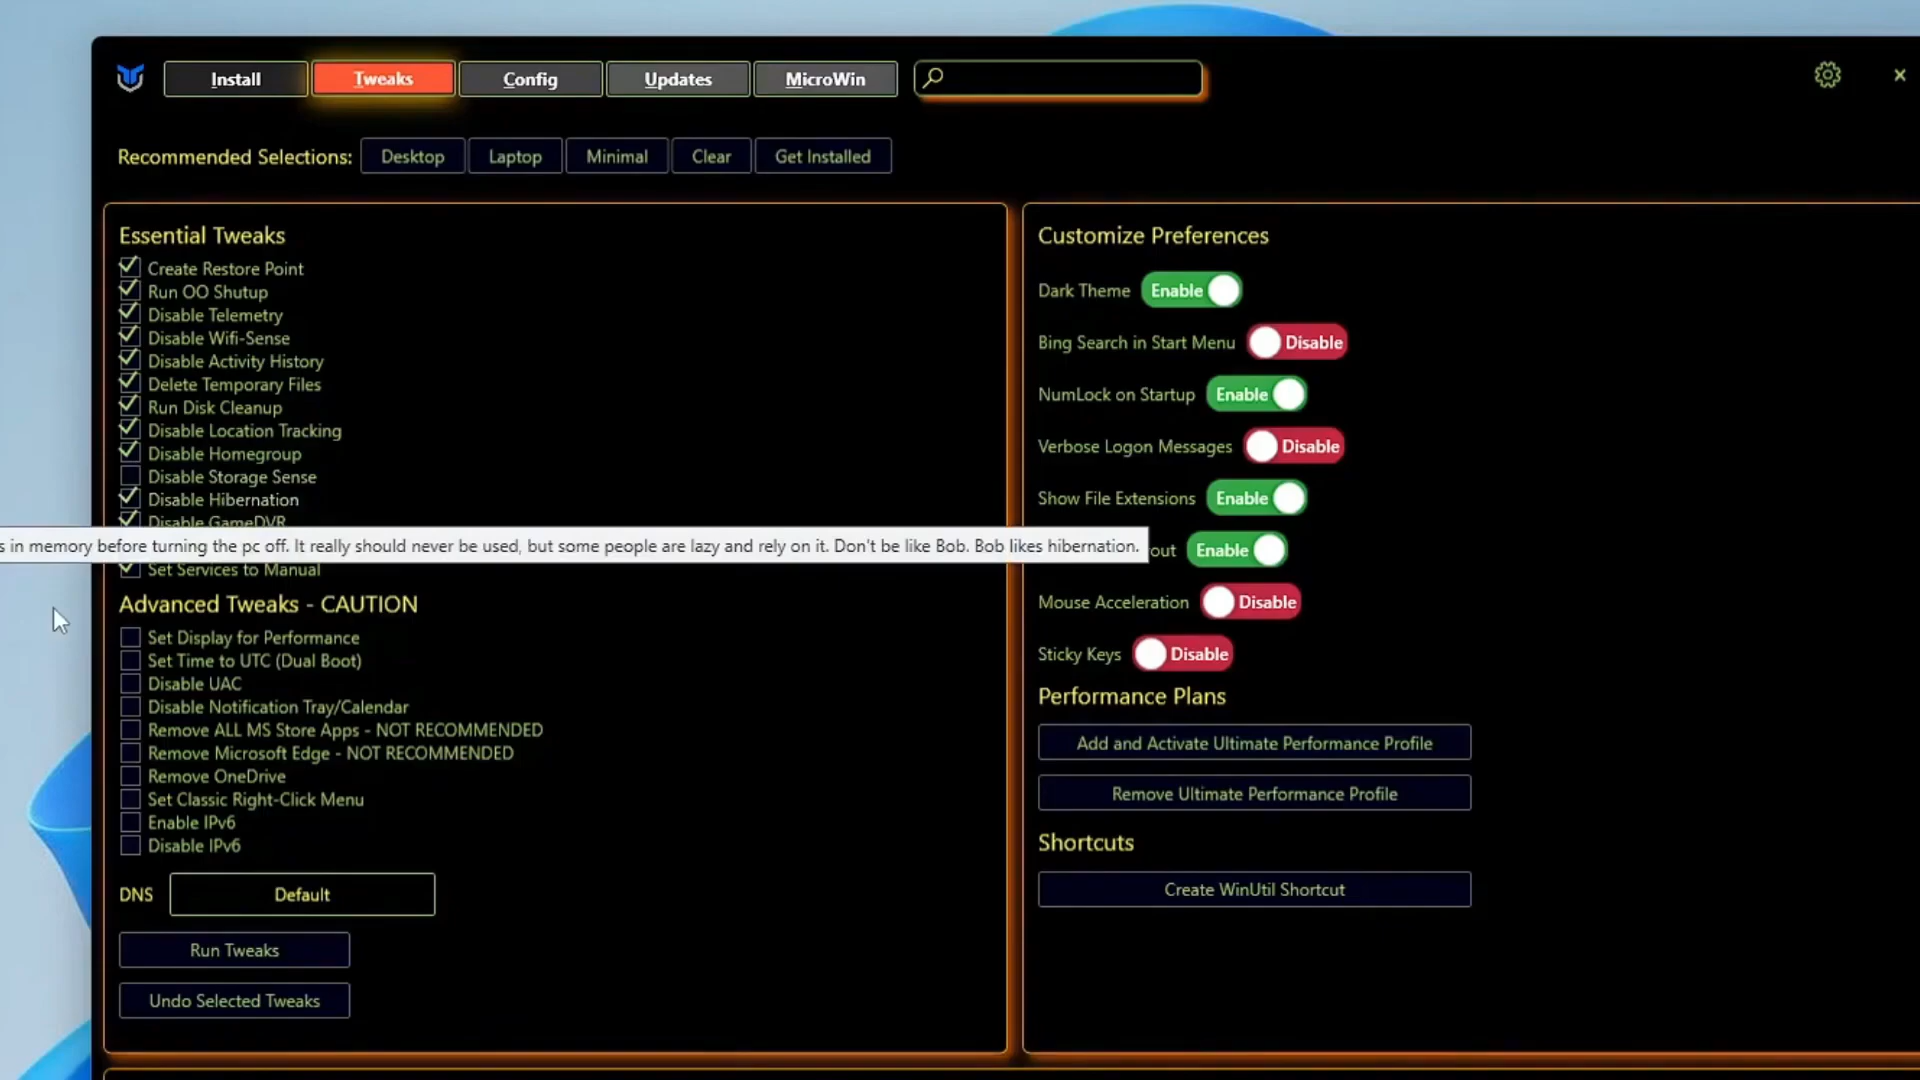 Install
Tweaks
Config
Updates
MicroWin
Recommended Selections:
Desktop
Laptop
Minimal
Clear
Get Installed
Essential Tweaks
Create Restore Point
Run OO Shutup
Disable Telemetry
Disable Wifi-Sense
Disable Activity History
Delete Temporary Files
Run Disk Cleanup
Disable Location Tracking
Disable Homegroup
Disable Storage Sense
Disable Hibernation
Disable GameDVR
s in memory before turning the pc off. It really should never be used, but some people are lazy and rely on it. Don't be like Bob. Bob likes hibernation.
Set Services to Manual
Advanced Tweaks - CAUTION
Set Display for Performance
Set Time to UTC (Dual Boot)
Disable UAC
Disable Notification Tray/Calendar
Remove ALL MS Store Apps - NOT RECOMMENDED
Remove Microsoft Edge - NOT RECOMMENDED
Remove OneDrive
Set Classic Right-Click Menu
Enable IPv6
Disable IPv6
DNS
Default
Run Tweaks
Undo Selected Tweaks
Customize Preferences
Dark Theme
Enable
Bing Search in Start Menu
Disable
NumLock on Startup
Enable
Verbose Logon Messages
Disable
Show File Extensions
Enable
out
Enable
Mouse Acceleration
Disable
Sticky Keys
Disable
Performance Plans
Add and Activate Ultimate Performance Profile
Remove Ultimate Performance Profile
Shortcuts
Create WinUtil Shortcut